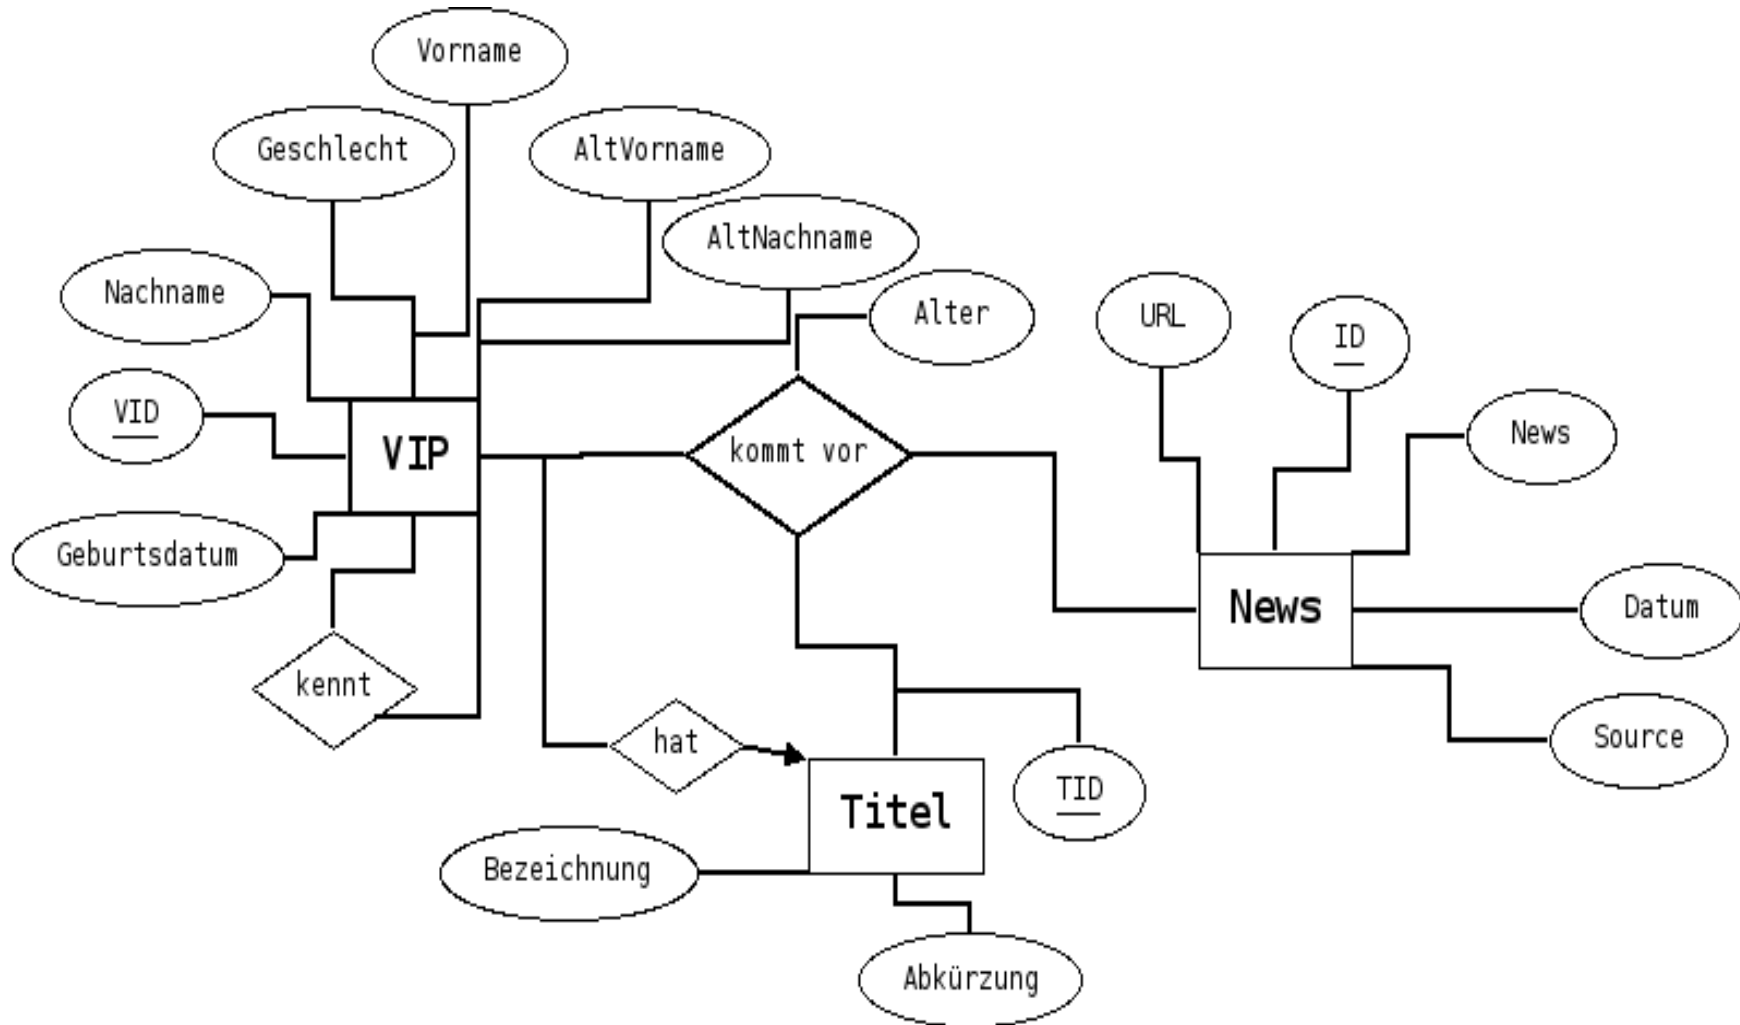 Vorname
Geschlecht
AltVorname
AltNachname
Nachname
Alter
URL
ID
VID
News
VIP
kommt vor
Geburtsdatum
News
Datum
kennt
hat
Source
TID
Titel
Bezeichnung
Abkürzung